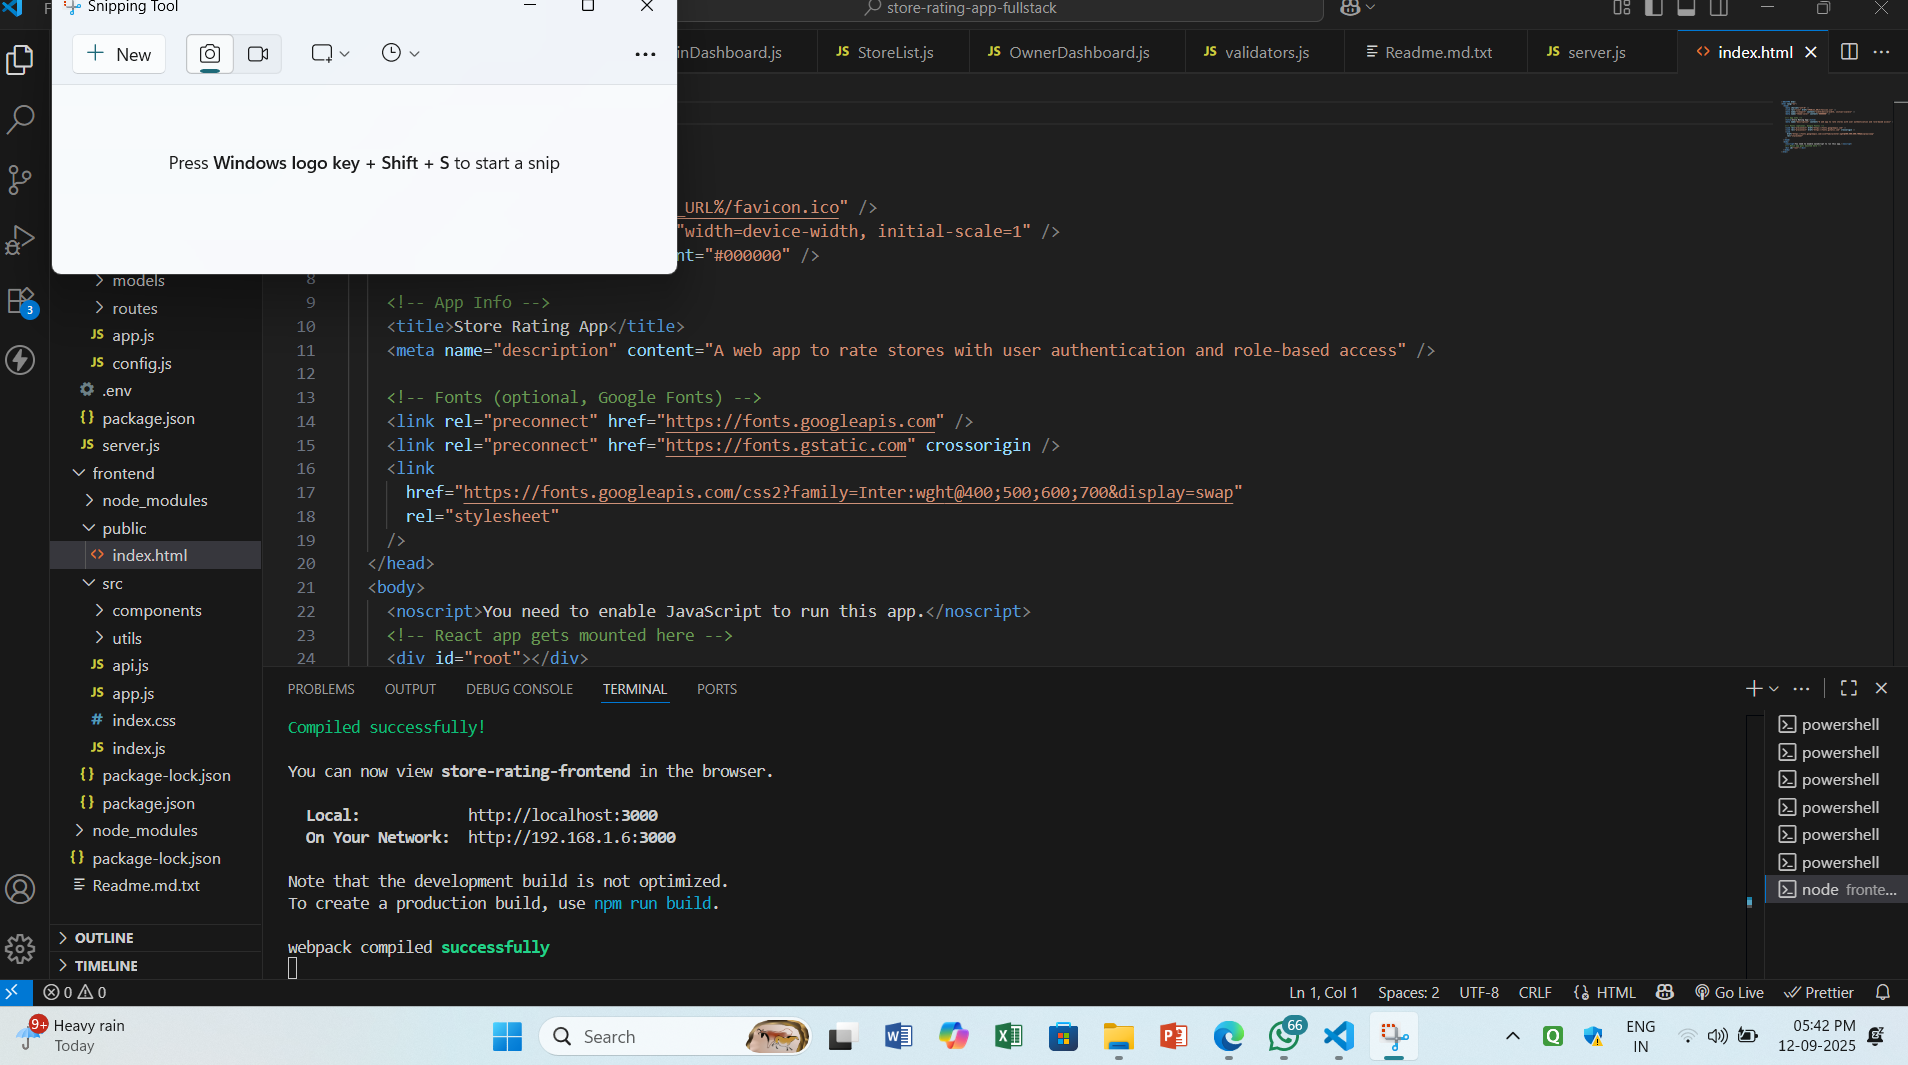 Snipping Tool
New
Press Windows logo key + Shift + S to start a snip
store-rating-app-fullstack
inDashboard.js
StoreList.js
OwnerDashboard.js
validators.js
Readme.md.txt
server.js
index.html
_URL%/favicon.ico" />
"width=device-width, initial-scale=1" />
nt="#000000" />
8
9 <!-- App Info -->
10 <title>Store Rating App</title>
11 <meta name="description" content="A web app to rate stores with user authentication and role-based access" />
12
13 <!-- Fonts (optional, Google Fonts) -->
14 <link rel="preconnect" href="https://fonts.googleapis.com" />
15 <link rel="preconnect" href="https://fonts.gstatic.com" crossorigin />
16 <link
17 href="https://fonts.googleapis.com/css2?family=Inter:wght@400;500;600;700&display=swap"
18 rel="stylesheet"
19 />
20 </head>
21 <body>
22 <noscript>You need to enable JavaScript to run this app.</noscript>
23 <!-- React app gets mounted here -->
24 <div id="root"></div>
3
models
routes
JS app.js
JS config.js
.env
{} package.json
JS server.js
frontend
node_modules
public
<> index.html
src
components
utils
JS api.js
JS app.js
# index.css
JS index.js
{} package-lock.json
{} package.json
node_modules
{} package-lock.json
Readme.md.txt
OUTLINE
TIMELINE
PROBLEMS OUTPUT DEBUG CONSOLE TERMINAL PORTS
Compiled successfully!
You can now view store-rating-frontend in the browser.
Local: http://localhost:3000
On Your Network: http://192.168.1.6:3000
Note that the development build is not optimized.
To create a production build, use npm run build.
webpack compiled successfully
powershell
powershell
powershell
powershell
powershell
powershell
node fronte...
0 0
Ln 1, Col 1 Spaces: 2 UTF-8 CRLF {} HTML Go Live Prettier
9+ Heavy rain
Today
Search
66
ENG
IN
05:42 PM
12-09-2025